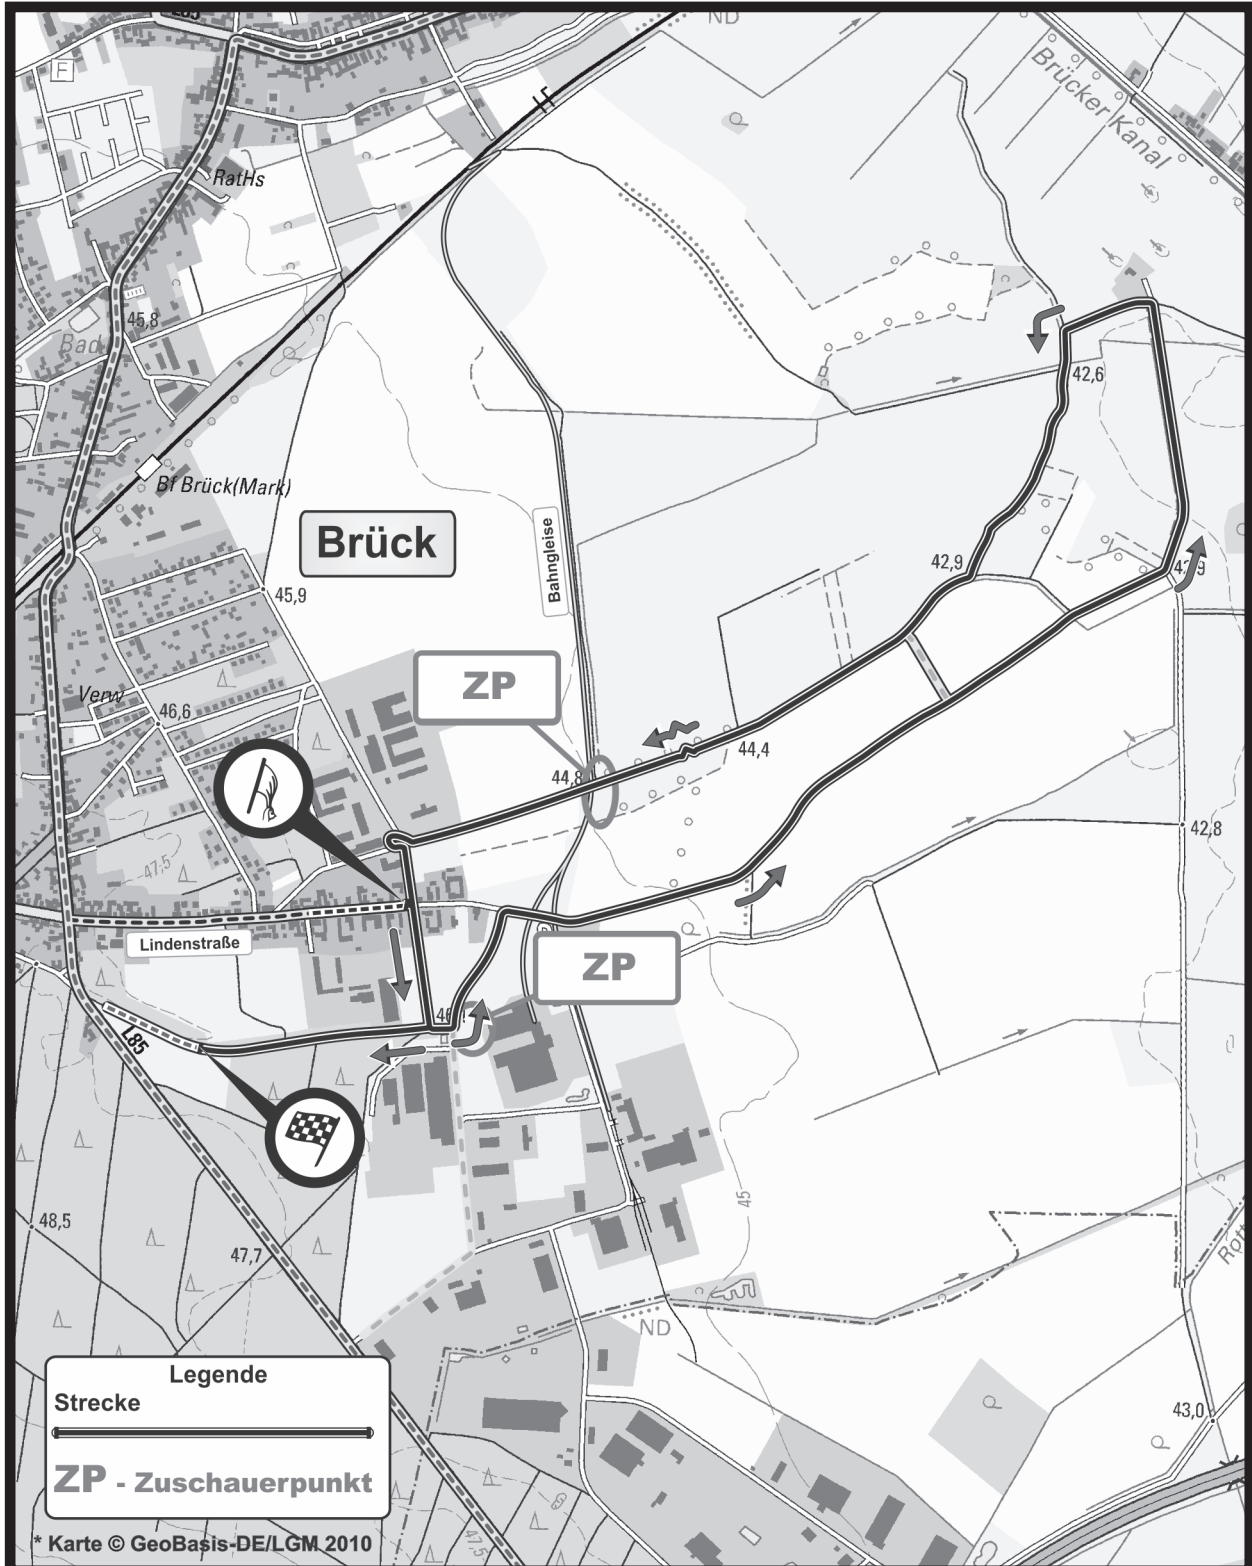 ND
F
Brücker Kanal
RatHs
45,8
Bad
42,6
Bf Brück(Mark)
Brück
Bahngleise
42,9
45,9
ZP
Verw
46,6
44,4
44,8
42,8
47,5
Lindenstraße
ZP
L85
45
48,5
47,7
ND
Legende
Strecke
ZP - Zuschauerpunkt
43,0
47,5
* Karte © GeoBasis-DE/LGM 2010